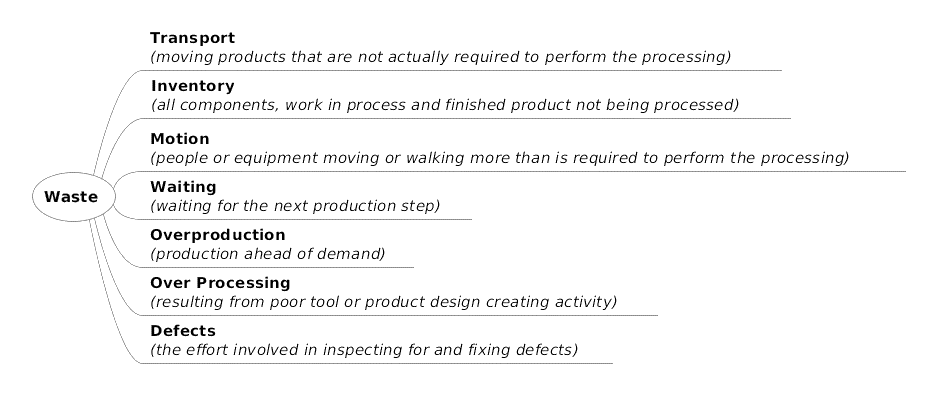 Transport
(moving products that are not actually required to perform the processing)
Inventory
(all components, work in process and finished product not being processed)
Motion
(people or equipment moving or walking more than is required to perform the processing)
Waste
Waiting
(waiting for the next production step)
Overproduction
(production ahead of demand)
Over Processing
(resulting from poor tool or product design creating activity)
Defects
(the effort involved in inspecting for and fixing defects)